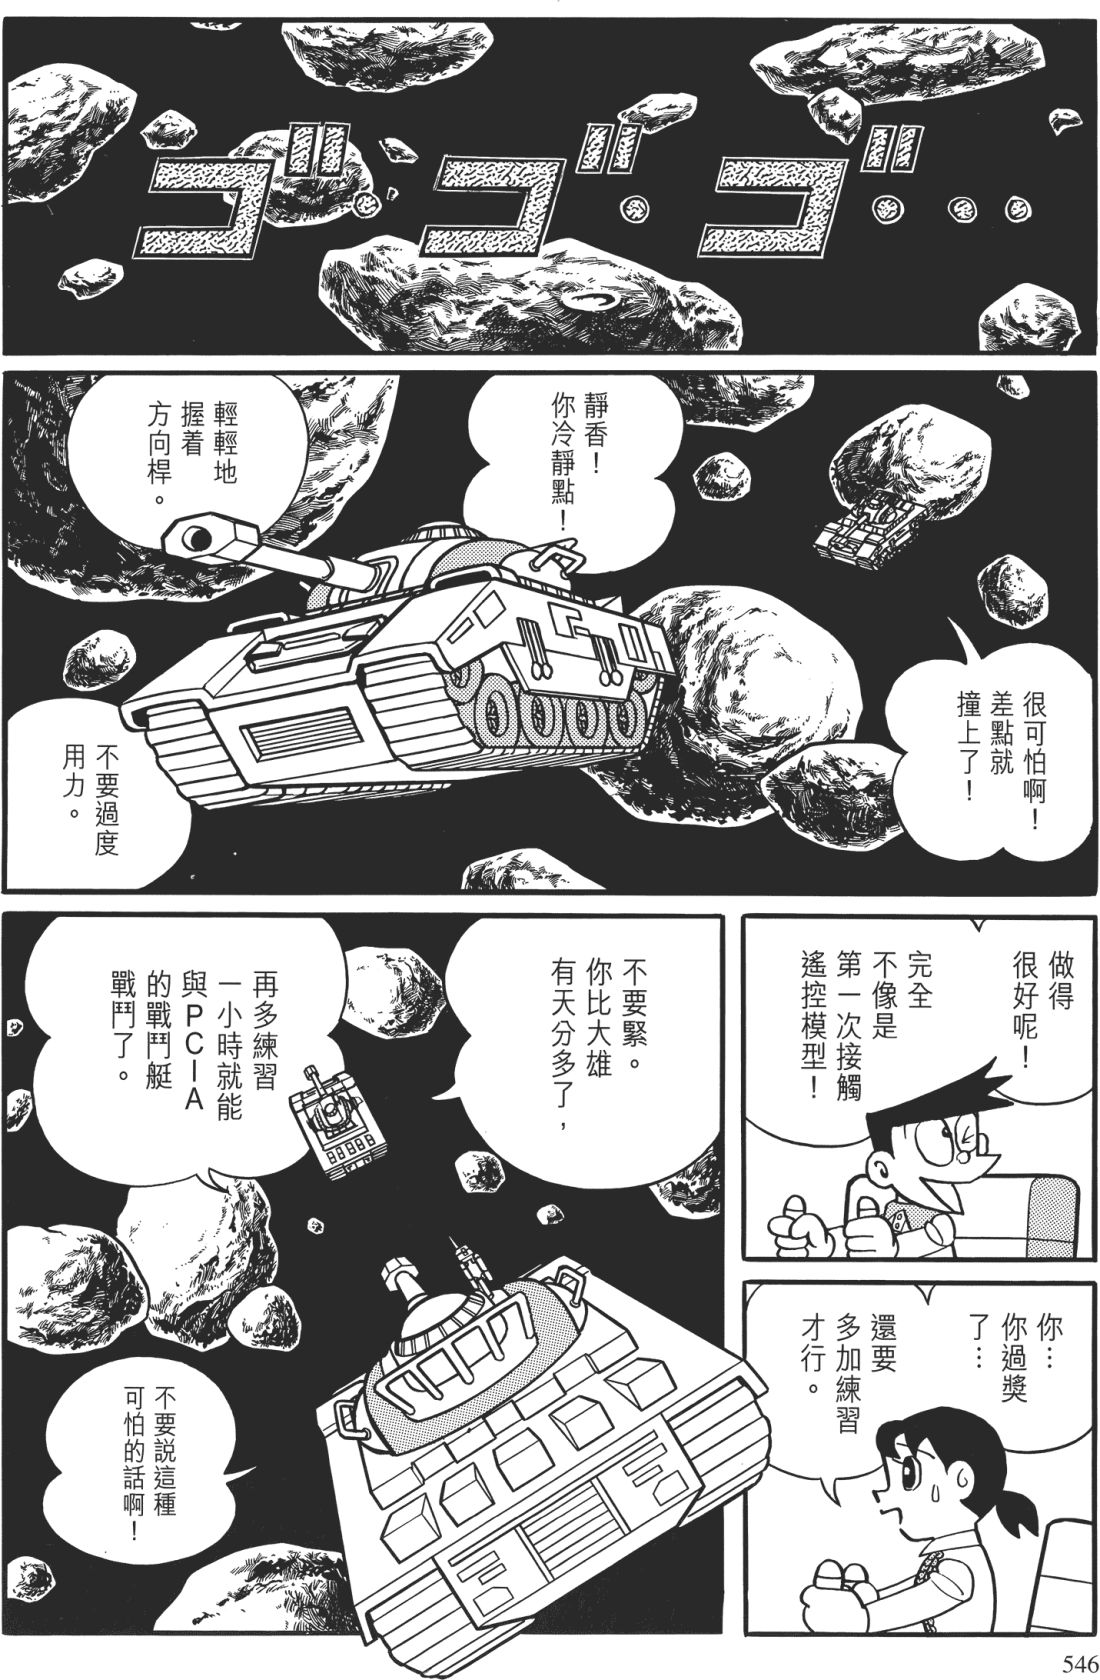 ゴ・ゴ・ゴ・・・
很可怕啊！
差點就
撞上了！
靜香！
你冷靜點！
輕輕地
握着
方向桿。
不要過度
用力。
做得
很好呢！
完全
不像是
第一次接觸
遙控模型！
你…
你過獎
了…
還要
多加練習
才行。
不要緊。
你比大雄
有天分多了，
再多練習
一小時就能
與PCIA
的戰鬥艇
戰鬥了。
不要説這種
可怕的話啊！
546